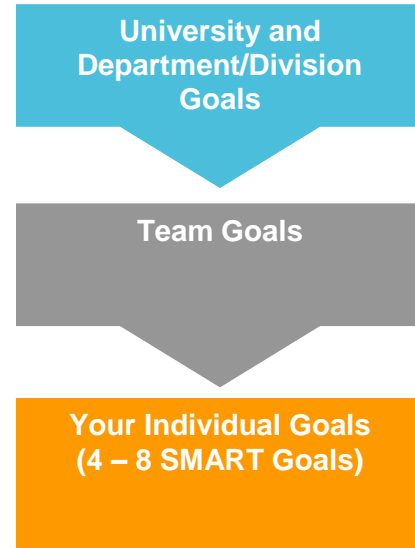 University and
Department/Division
Goals
Team Goals
Your Individual Goals
(4 – 8 SMART Goals)